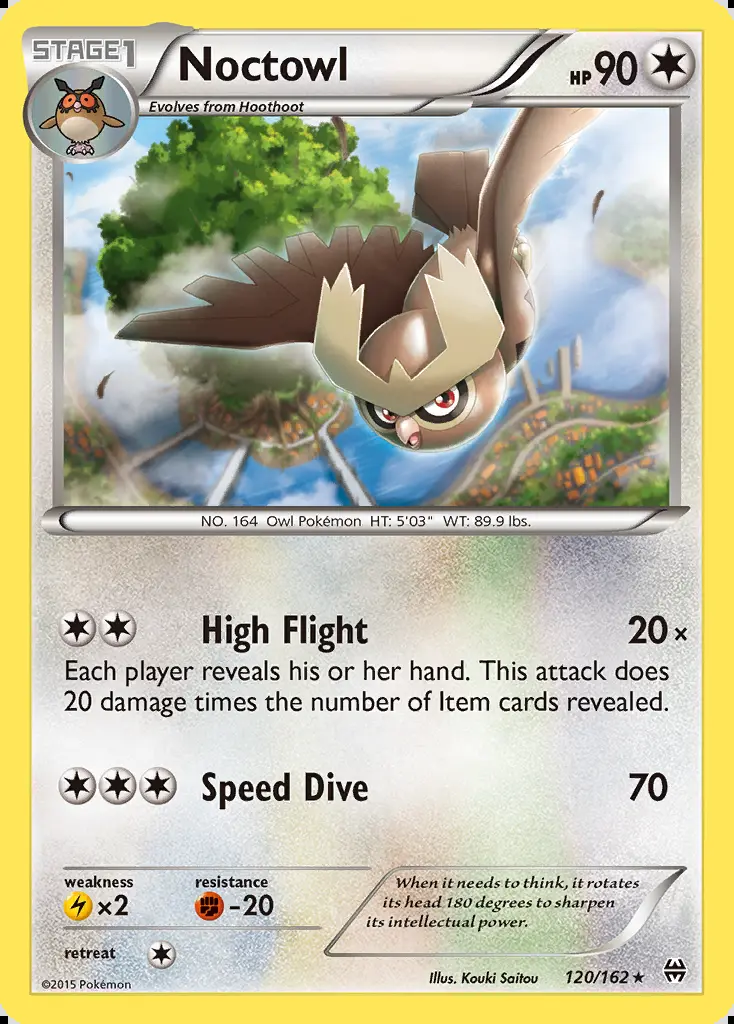 STAGE1
Noctowl
HP90
Evolves from Hoothoot
NO. 164 Owl Pokémon HT: 5'03" WT: 89.9 lbs.
High Flight 20×
Each player reveals his or her hand. This attack does
20 damage times the number of Item cards revealed.
Speed Dive 70
weakness resistance
×2 -20
When it needs to think, it rotates
its head 180 degrees to sharpen
its intellectual power.
retreat
©2015 Pokémon
Illus. Kouki Saitou 120/162 ★